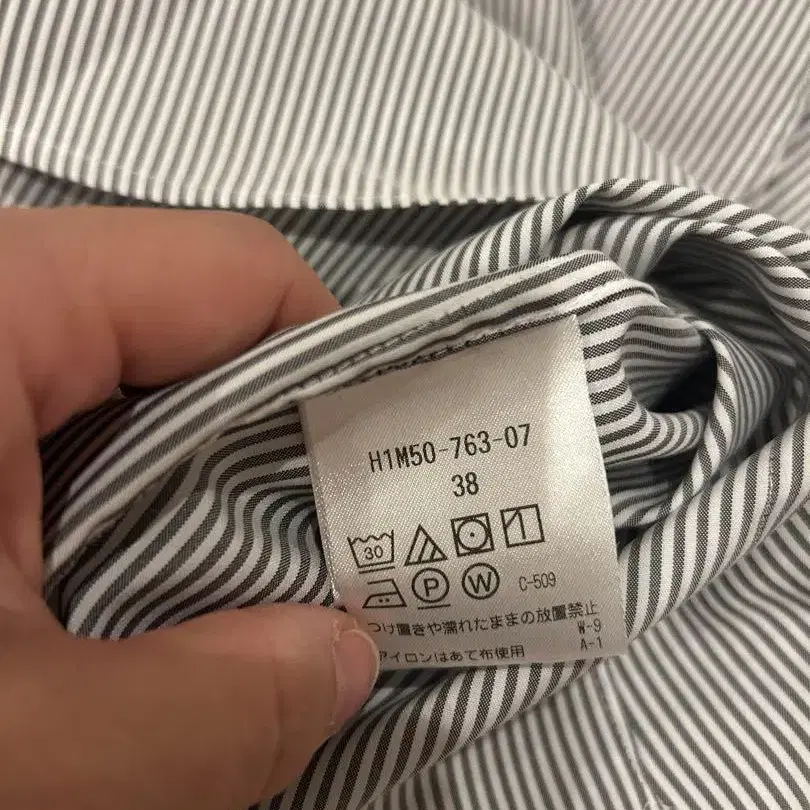 H1M50-763-07
38
30
P W C-509
つけ置きや濡れたままの放置禁止
W-9
アイロンはあて布使用
A-1